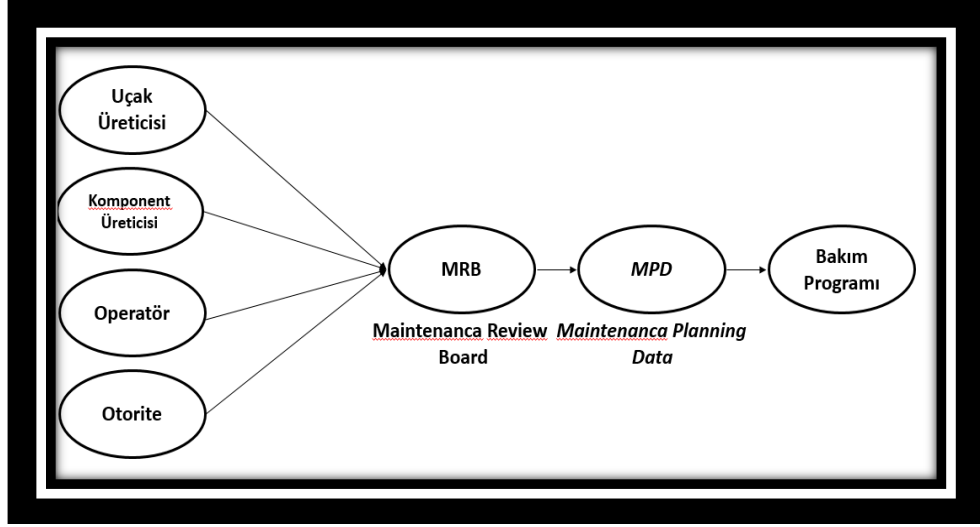 Uçak
Üreticisi
Komponent
Üreticisi
Operatör
Otorite
MRB
Maintenanca Review
Board
MPD
Maintenanca Planning
Data
Bakım
Programı